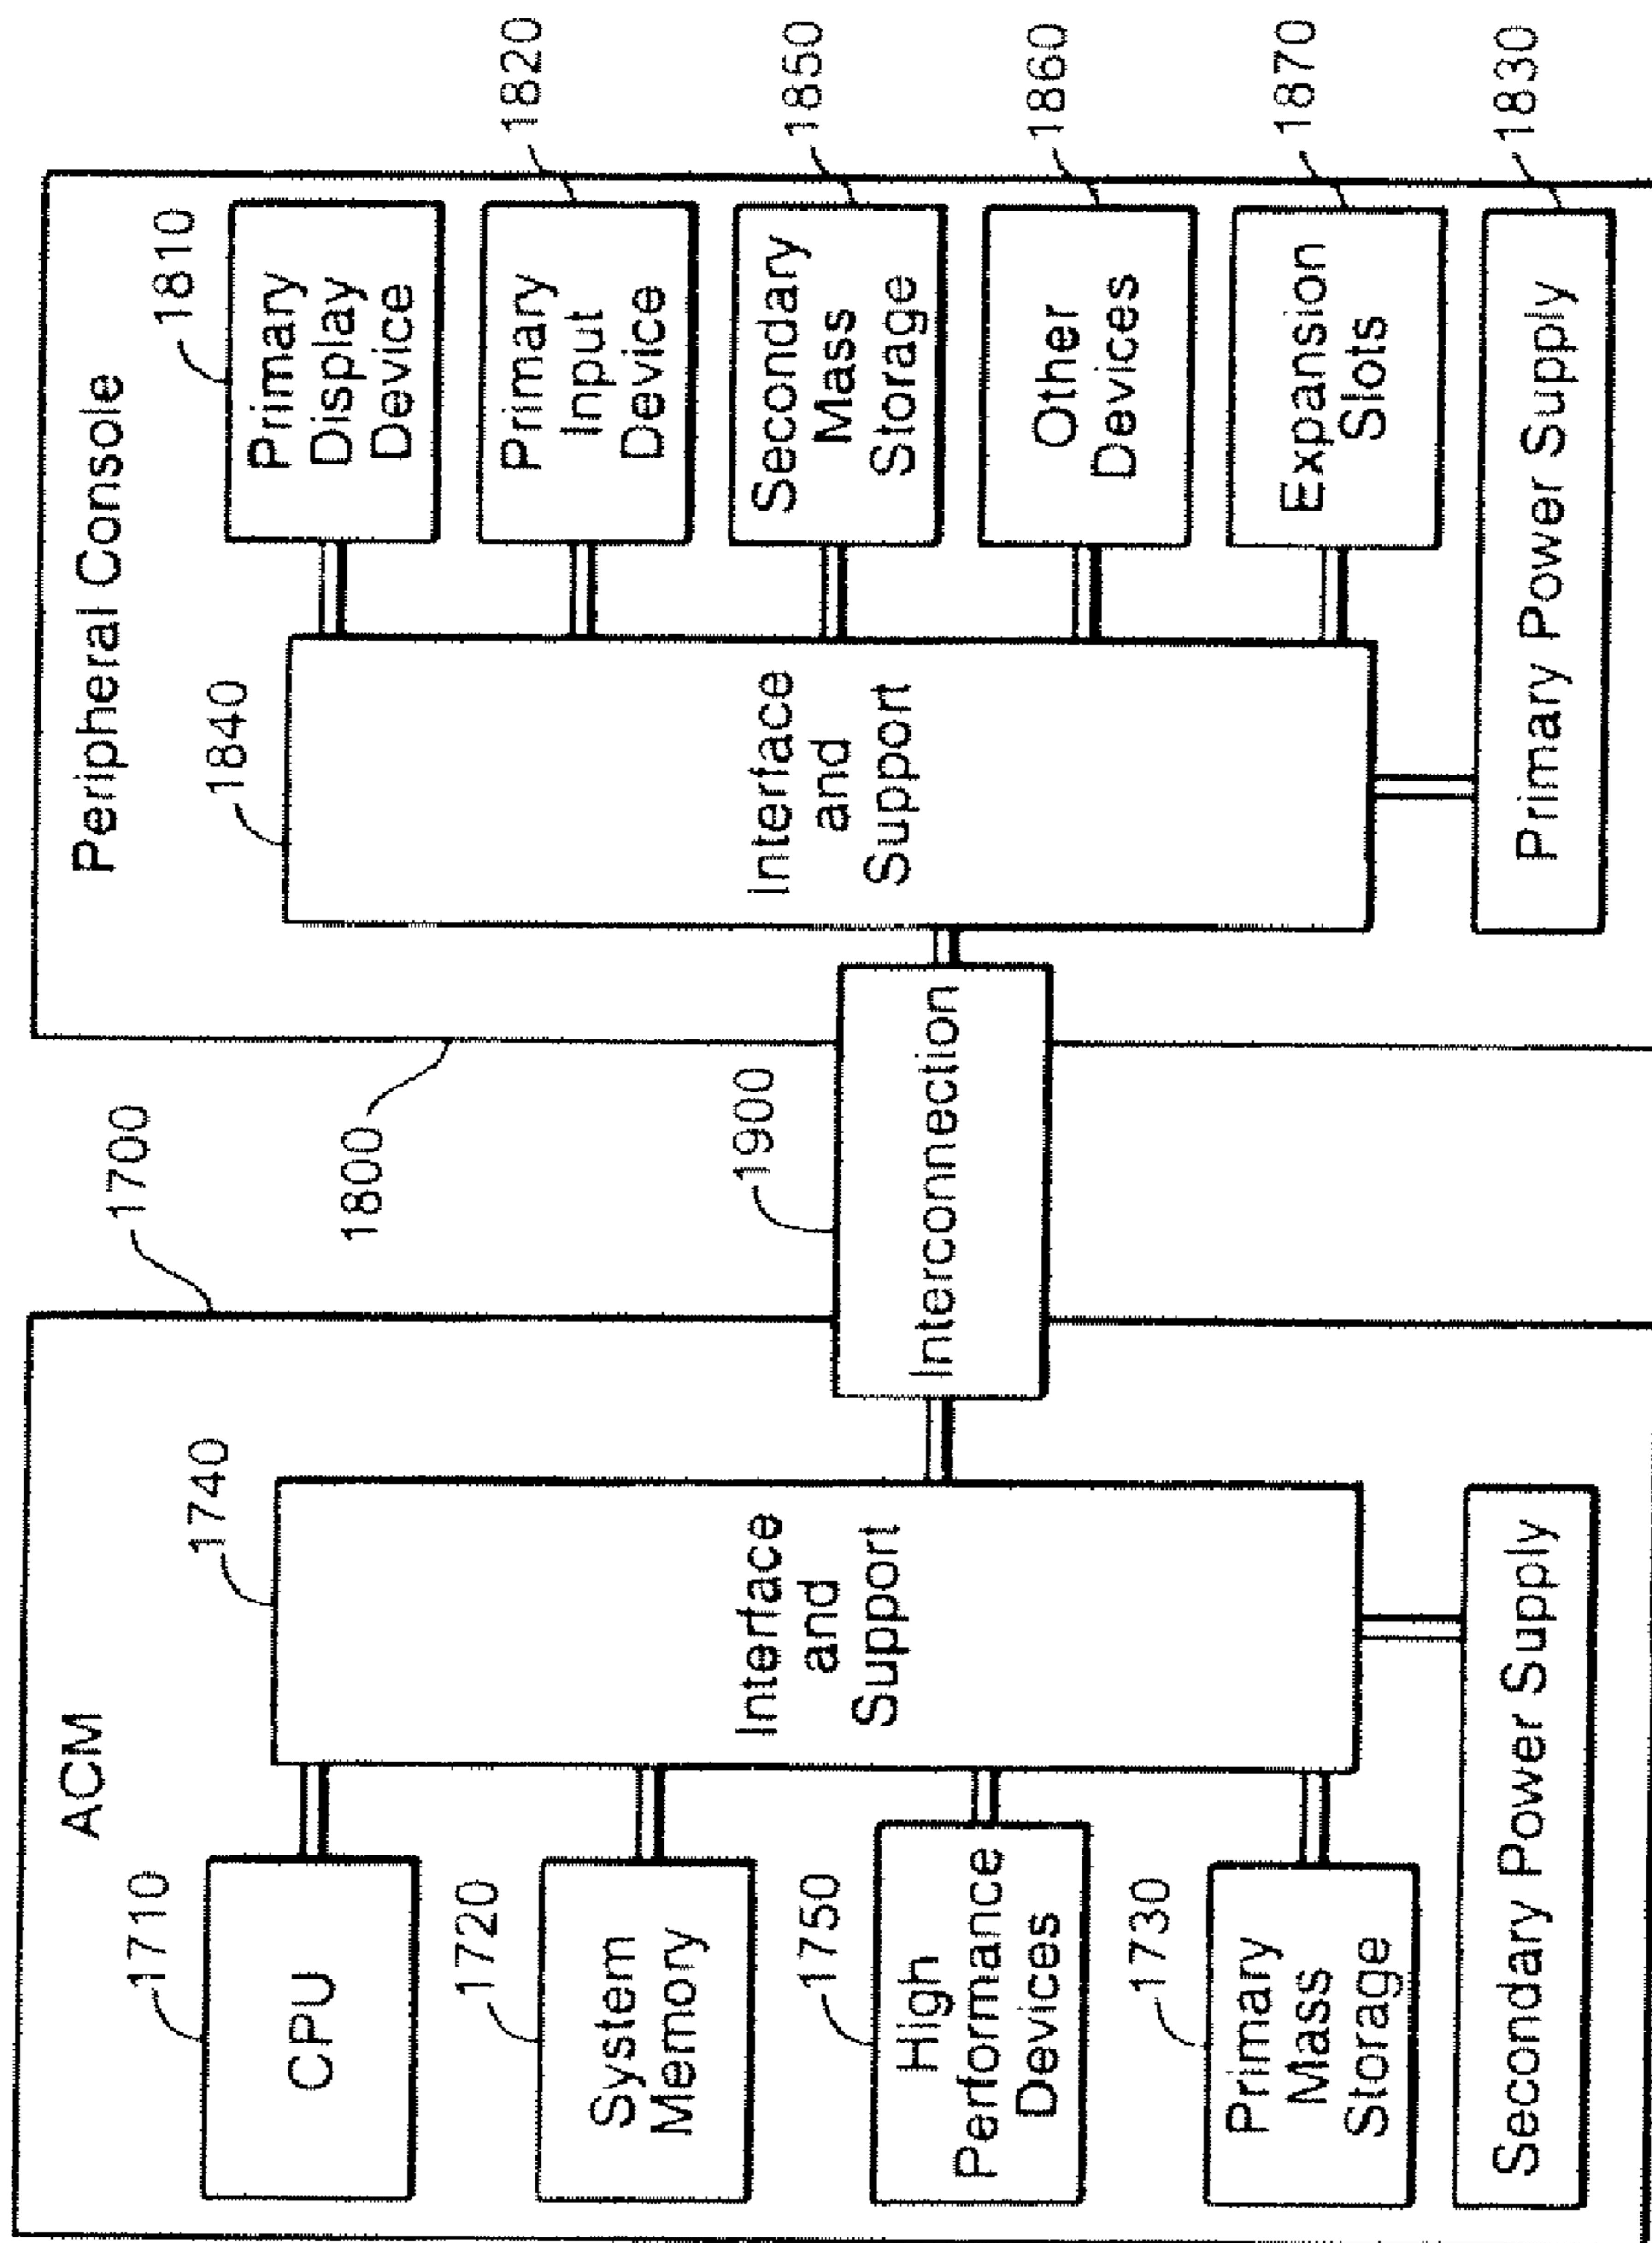 ACM
1700
1710
CPU
1720
System
Memory
1750
High
Performance
Devices
1730
Primary
Mass
Storage
1740
Interface
and
Support
Secondary Power Supply
1900
Interconnection
Peripheral Console
1800
1840
Interface
and
Support
1810
Primary
Display
Device
Primary
Input
Device
1820
Secondary
Mass
Storage
1850
Other
Devices
1860
Expansion
Slots
1870
Primary Power Supply
1830